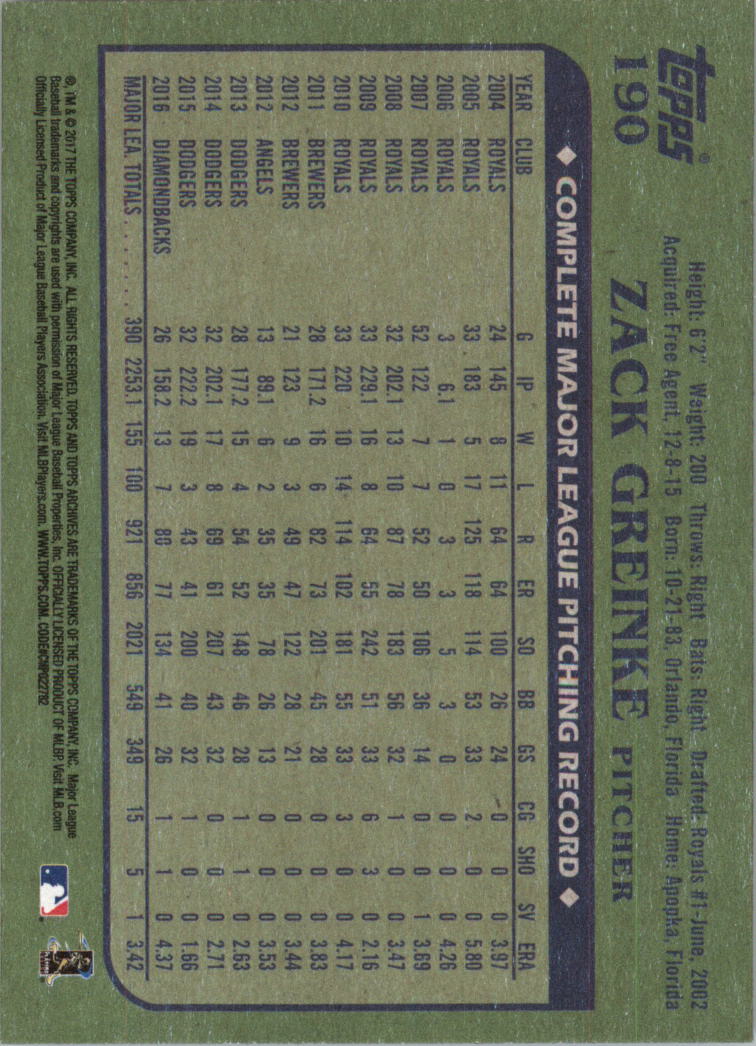 topps®
190
Height: 6'2" Waight: 200 Throws: Right Bats: Right Drafted: Royals #1-June, 2002
Acquired: Free Agent, 12-8-15 Born: 10-21-83, Orlando, Florida Home: Apopka, Florida
ZACK GREINKE PITCHER
COMPLETE MAJOR LEAGUE PITCHING RECORD
YEAR CLUB G IP W L R ER SO BB GS CG SHO SV ERA
2004 ROYALS 24 145 8 11 64 64 100 26 24 0 0 0 3.97
2005 ROYALS 33 183 5 17 125 118 114 53 33 2 0 0 5.80
2006 ROYALS 3 6.1 1 0 3 3 5 3 0 0 0 0 4.26
2007 ROYALS 52 122 7 7 52 50 106 36 14 0 0 1 3.69
2008 ROYALS 32 202.1 13 10 87 78 183 56 32 1 0 0 3.47
2009 ROYALS 33 229.1 16 8 64 55 242 51 33 6 3 0 2.16
2010 ROYALS 33 220 10 14 114 102 181 55 33 3 0 0 4.17
2011 BREWERS 28 171.2 16 6 82 73 201 45 28 0 0 0 3.83
2012 BREWERS 21 123 9 3 49 47 122 28 21 0 0 0 3.44
2012 ANGELS 13 89.1 6 2 35 35 78 26 13 0 0 0 3.53
2013 DODGERS 28 177.2 15 4 54 52 148 46 28 1 1 0 2.63
2014 DODGERS 32 202.1 17 8 69 61 207 43 32 0 0 0 2.71
2015 DODGERS 32 222.2 19 3 43 41 200 40 32 1 0 0 1.66
2016 DIAMONDBACKS 26 158.2 13 7 80 77 134 41 26 1 1 0 4.37
MAJOR LEA. TOTALS . . . . . . . 390 2253.1 155 100 921 856 2021 549 349 15 5 1 3.42
®, TM & © 2017 THE TOPPS COMPANY, INC. ALL RIGHTS RESERVED. TOPPS AND TOPPS ARCHIVES ARE TRADEMARKS OF THE TOPPS COMPANY, INC. Major League
Baseball trademarks and copyrights are used with permission of Major League Baseball Properties, Inc. OFFICIALLY LICENSED PRODUCT OF MLBP. Visit MLB.com
Officially Licensed Product of Major League Baseball Players Association. Visit MLBPlayers.com. WWW.TOPPS.COM. CODE#CMP022782